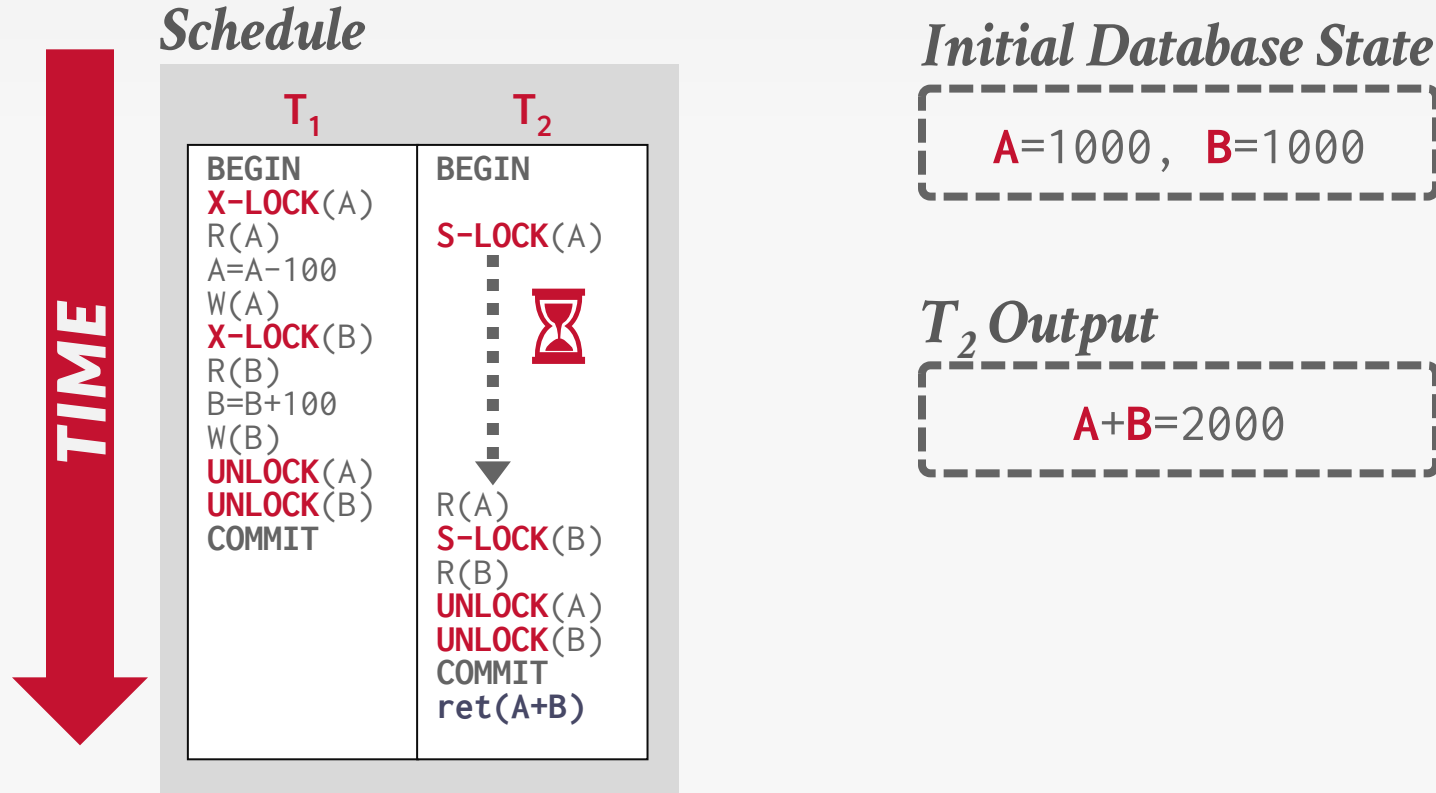 Schedule
TIME
T1
T2
BEGIN
X-LOCK(A)
R(A)
A=A-100
W(A)
X-LOCK(B)
R(B)
B=B+100
W(B)
UNLOCK(A)
UNLOCK(B)
COMMIT
BEGIN
S-LOCK(A)
R(A)
S-LOCK(B)
R(B)
UNLOCK(A)
UNLOCK(B)
COMMIT
ret(A+B)
Initial Database State
A=1000, B=1000
T2 Output
A+B=2000